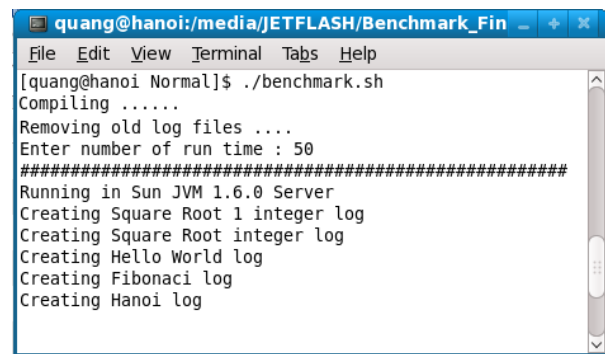 quang@hanoi:/media/JETFLASH/Benchmark_Fin
File Edit View Terminal Tabs Help
[quang@hanoi Normal]$ ./benchmark.sh
Compiling ......
Removing old log files ....
Enter number of run time : 50
######################################################
Running in Sun JVM 1.6.0 Server
Creating Square Root 1 integer log
Creating Square Root integer log
Creating Hello World log
Creating Fibonaci log
Creating Hanoi log